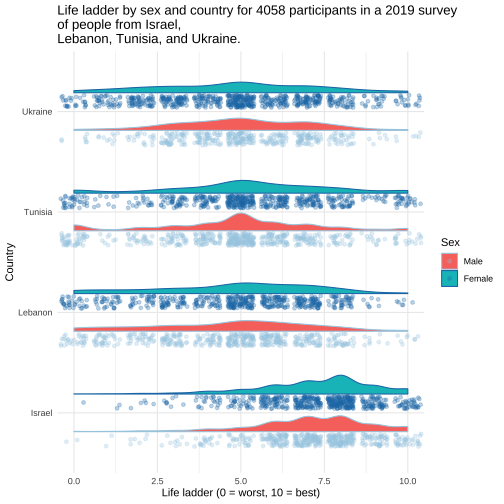 Life ladder by sex and country for 4058 participants in a 2019 survey
of people from Israel,
Lebanon, Tunisia, and Ukraine.
Country
Ukraine
Tunisia
Lebanon
Israel
0.0 2.5 5.0 7.5 10.0
Life ladder (0 = worst, 10 = best)
Sex
Male
Female